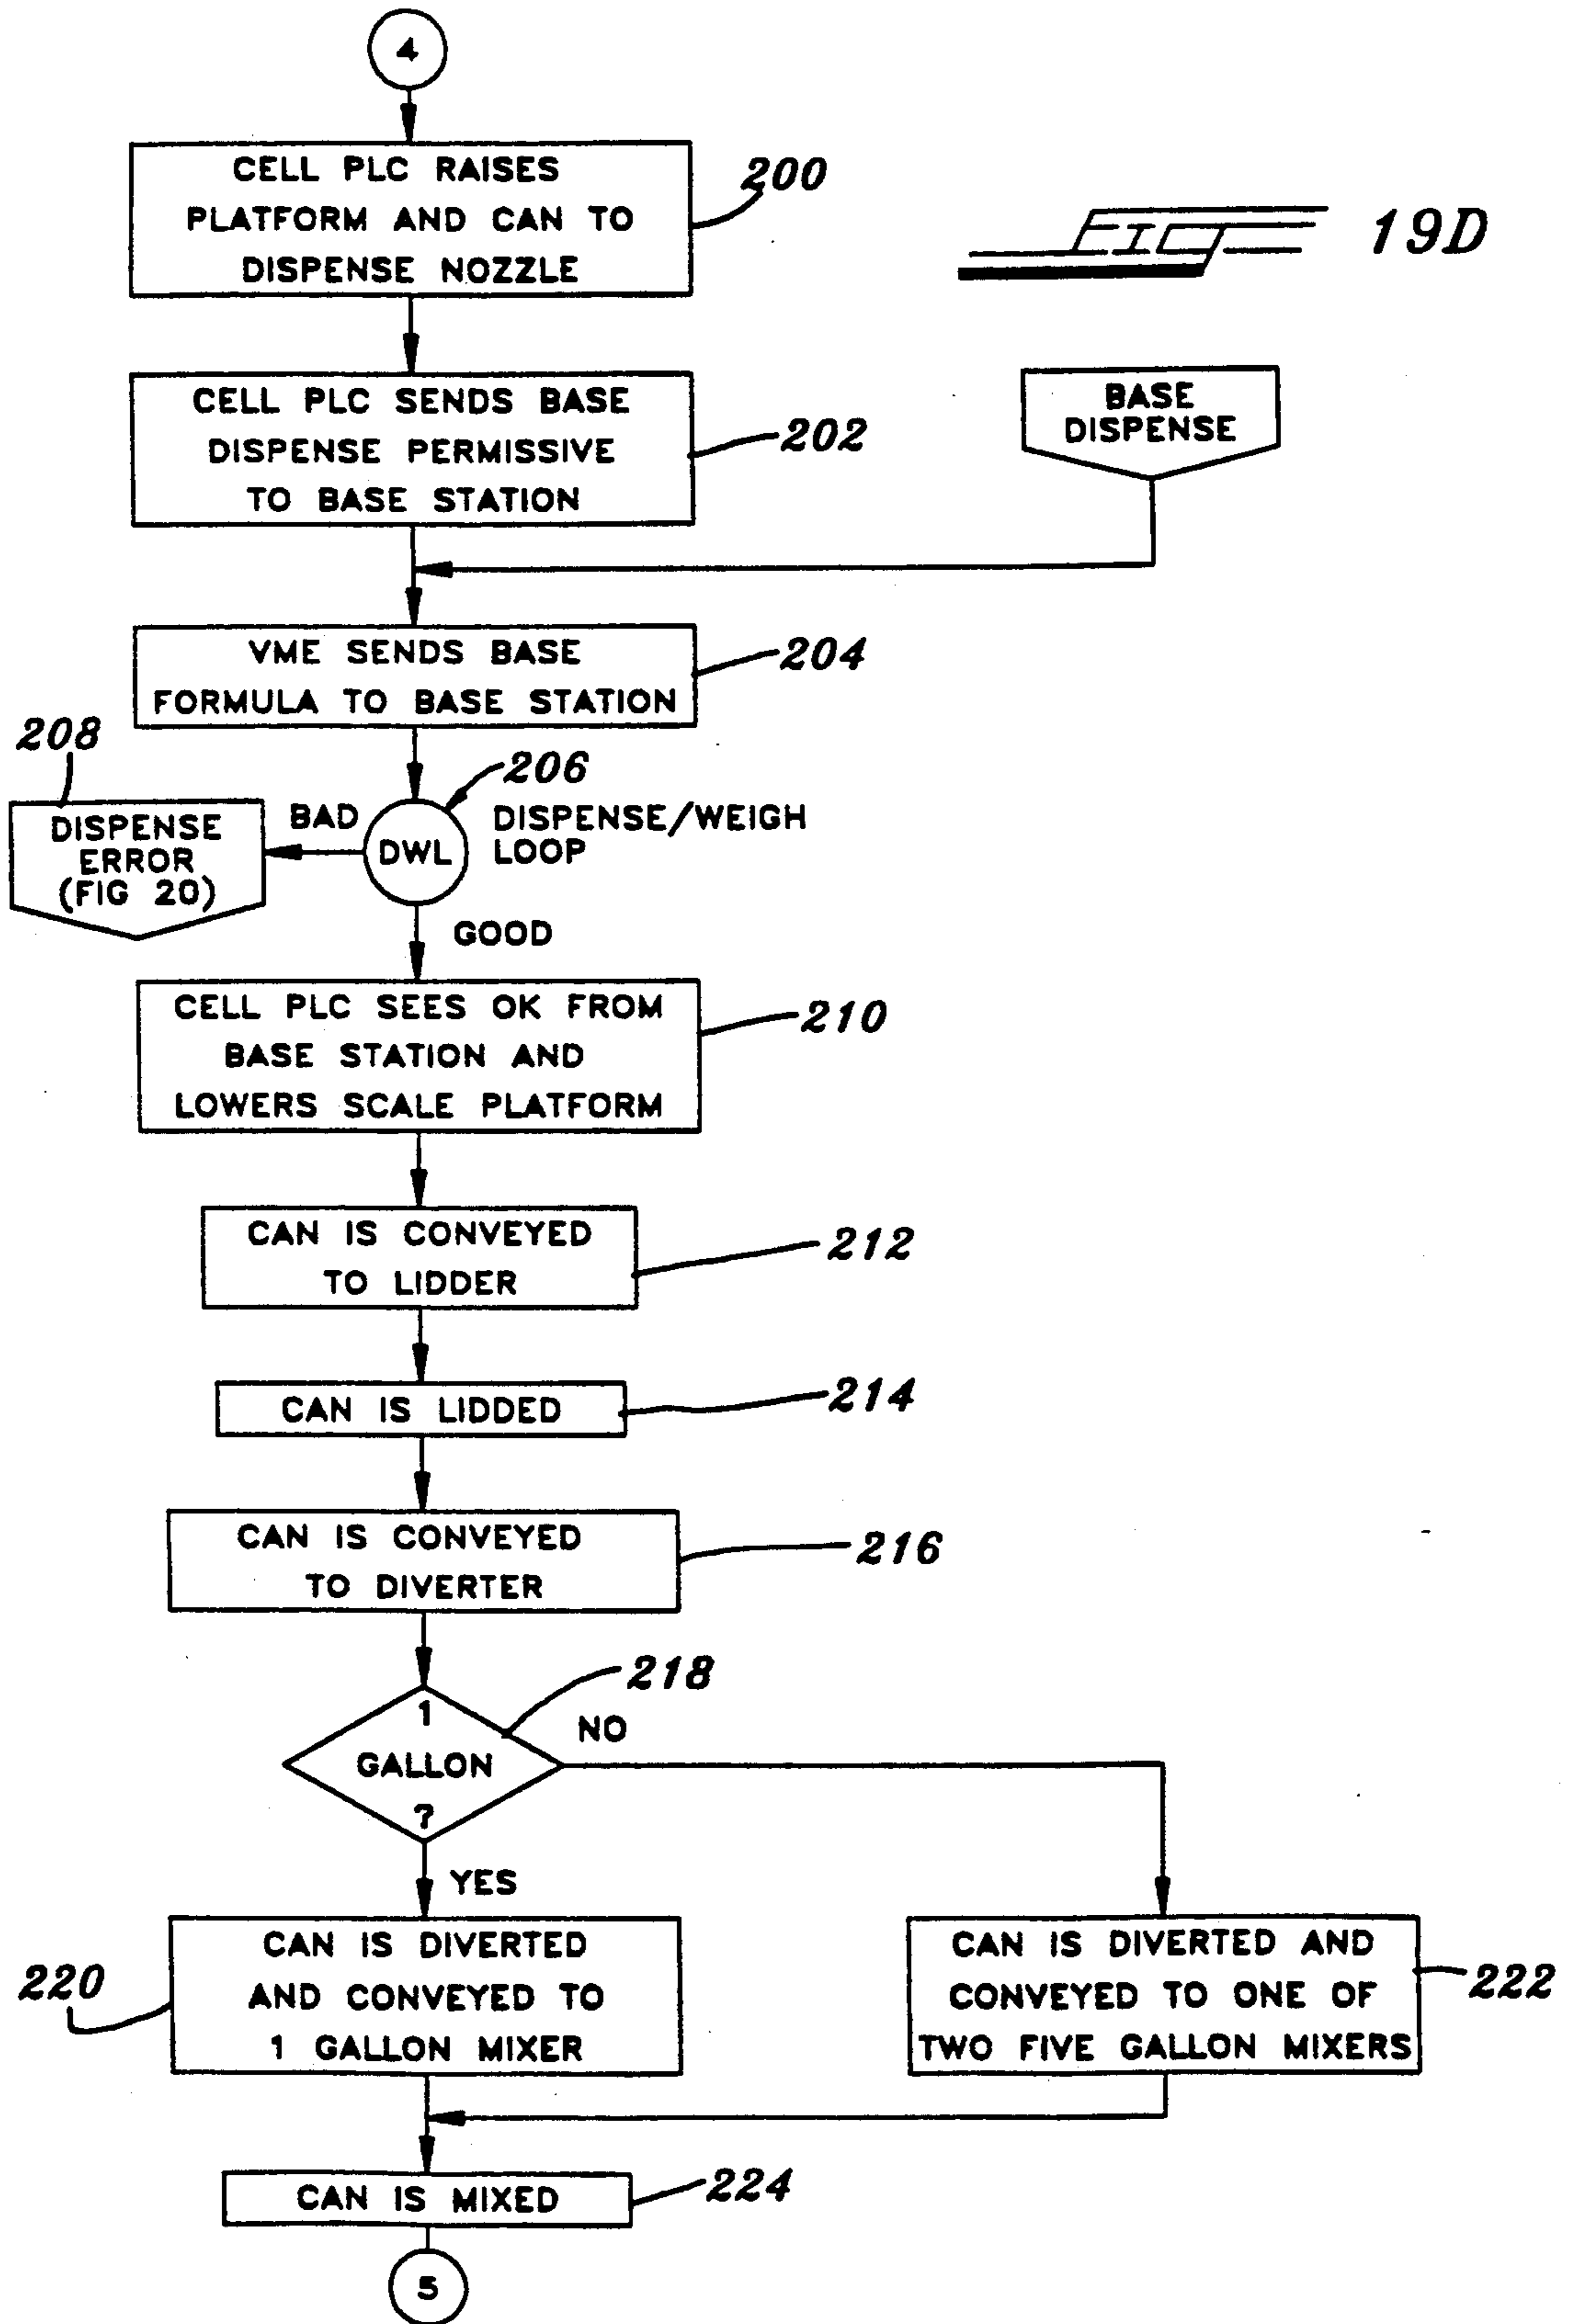 4
CELL PLC RAISES
PLATFORM AND CAN TO
DISPENSE NOZZLE
200
FIG 19D
CELL PLC SENDS BASE
DISPENSE PERMISSIVE
TO BASE STATION
202
BASE
DISPENSE
VME SENDS BASE
FORMULA TO BASE STATION
204
208
DISPENSE
ERROR
(FIG 20)
BAD
DWL
206
DISPENSE/WEIGH
LOOP
GOOD
CELL PLC SEES OK FROM
BASE STATION AND
LOWERS SCALE PLATFORM
210
CAN IS CONVEYED
TO LIDDER
212
CAN IS LIDDED
214
CAN IS CONVEYED
TO DIVERTER
216
218
1
GALLON
?
NO
YES
220
CAN IS DIVERTED
AND CONVEYED TO
1 GALLON MIXER
CAN IS DIVERTED AND
CONVEYED TO ONE OF
TWO FIVE GALLON MIXERS
222
CAN IS MIXED
224
5